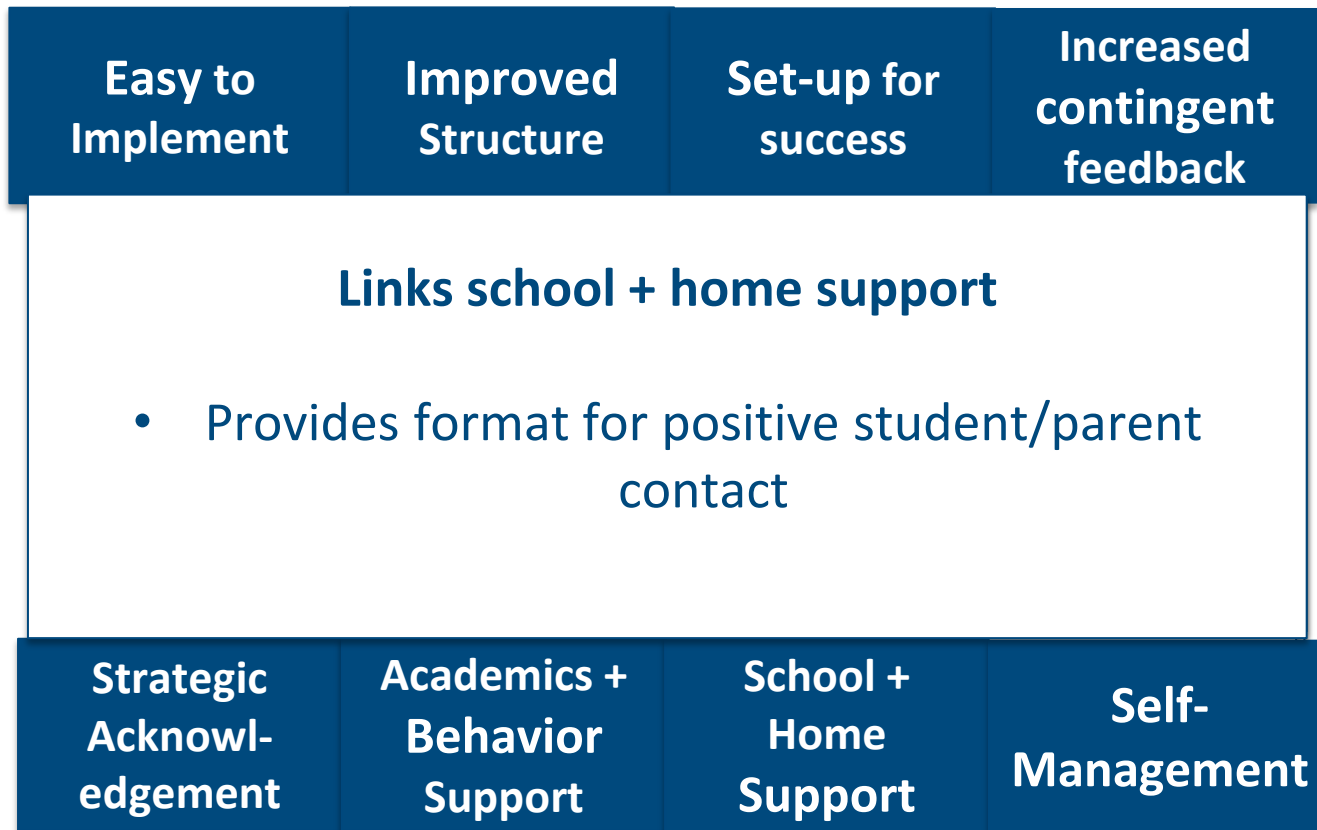 Easy to
Implement
Improved
Structure
Set-up for
success
Increased
contingent
feedback
Links school + home support
• Provides format for positive student/parent
contact
Strategic
Acknowl-
edgement
Academics +
Behavior
Support
School +
Home
Support
Self-
Management